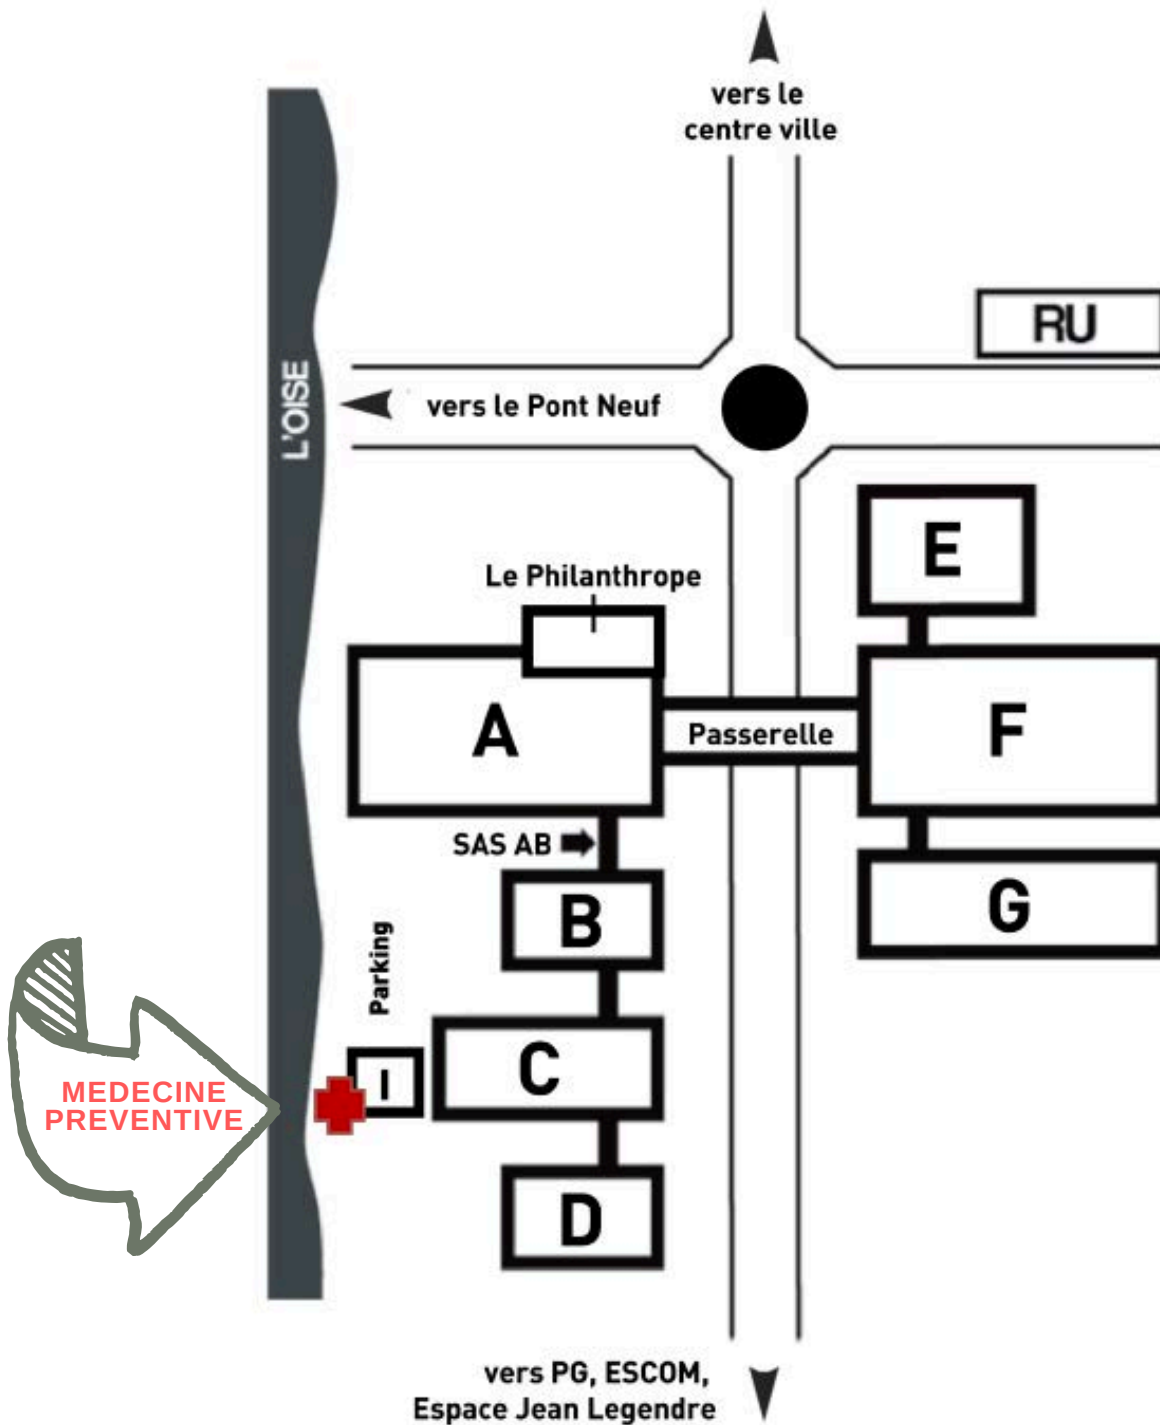 vers le
centre ville
RU
L'OISE
vers le Pont Neuf
E
Le Philanthrope
A
Passerelle
F
SAS AB
B
G
Parking
MEDECINE
PREVENTIVE
I
C
D
vers PG, ESCOM,
Espace Jean Legendre